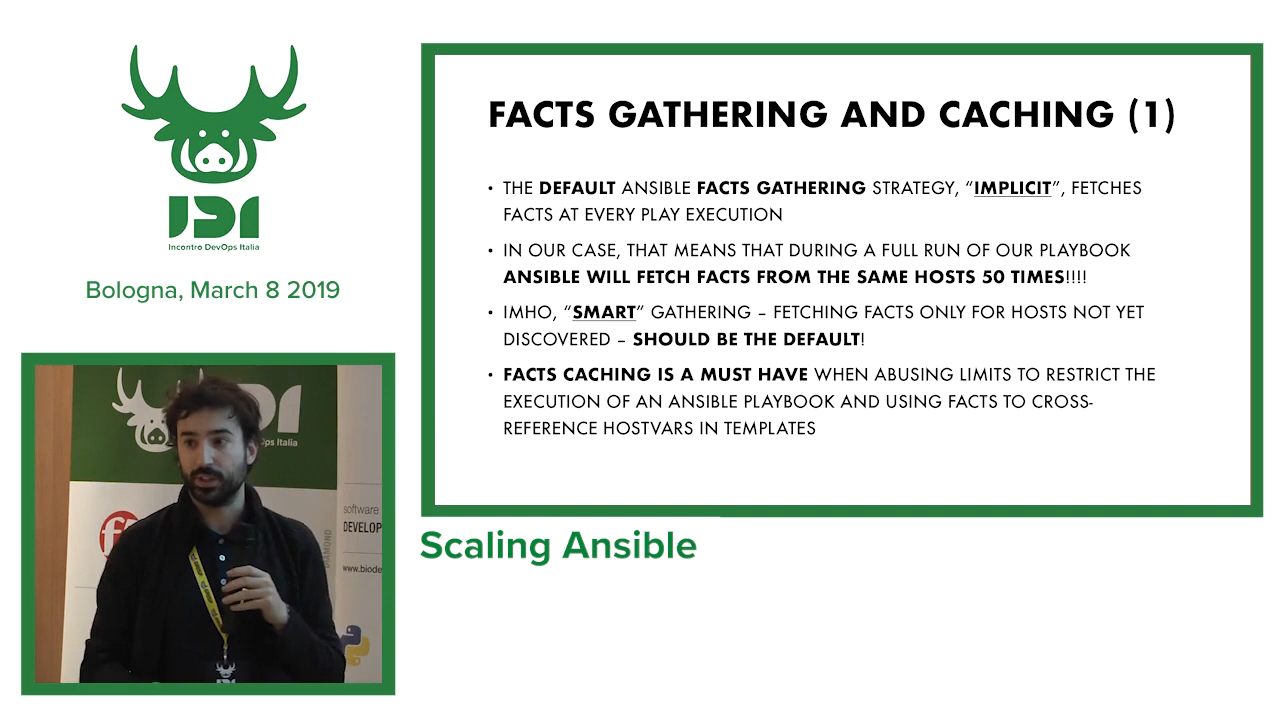 IDI
Incontro DevOps Italia
Bologna, March 8 2019
FACTS GATHERING AND CACHING (1)
• THE DEFAULT ANSIBLE FACTS GATHERING STRATEGY, “IMPLICIT”, FETCHES
FACTS AT EVERY PLAY EXECUTION
• IN OUR CASE, THAT MEANS THAT DURING A FULL RUN OF OUR PLAYBOOK
ANSIBLE WILL FETCH FACTS FROM THE SAME HOSTS 50 TIMES!!!!
• IMHO, “SMART” GATHERING – FETCHING FACTS ONLY FOR HOSTS NOT YET
DISCOVERED – SHOULD BE THE DEFAULT!
• FACTS CACHING IS A MUST HAVE WHEN ABUSING LIMITS TO RESTRICT THE
EXECUTION OF AN ANSIBLE PLAYBOOK AND USING FACTS TO CROSS-
REFERENCE HOSTVARS IN TEMPLATES
Scaling Ansible
ops Italia
software
DEVELOP
DIAMOND
www.biode